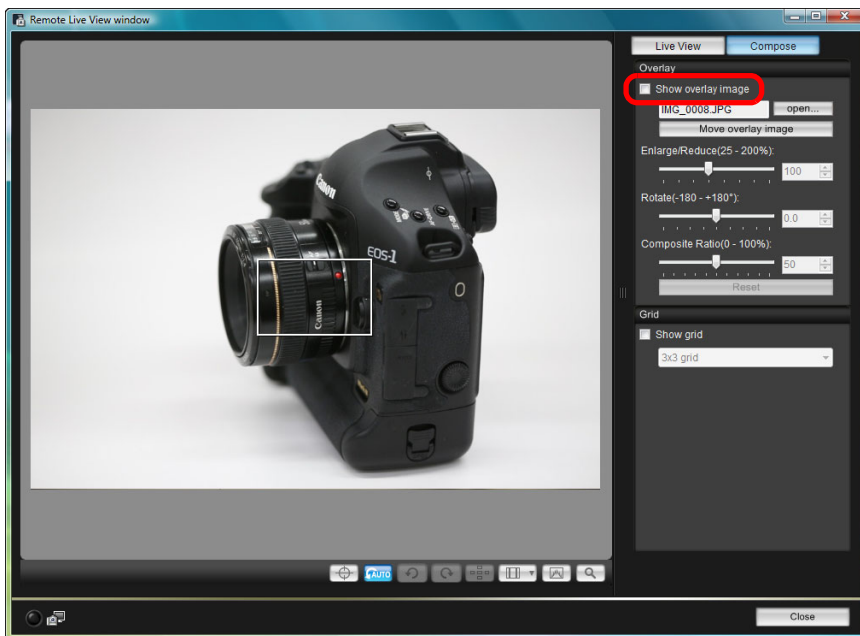 Remote Live View window
Live View Compose
Overlay
Show overlay image
IMG_0008.JPG open...
Move overlay image
Enlarge/Reduce(25 - 200%):
100
Rotate(-180 - +180°):
0.0
Composite Ratio(0 - 100%):
50
Reset
Grid
Show grid
3x3 grid
Canon
EOS-1
Canon
AUTO
Close